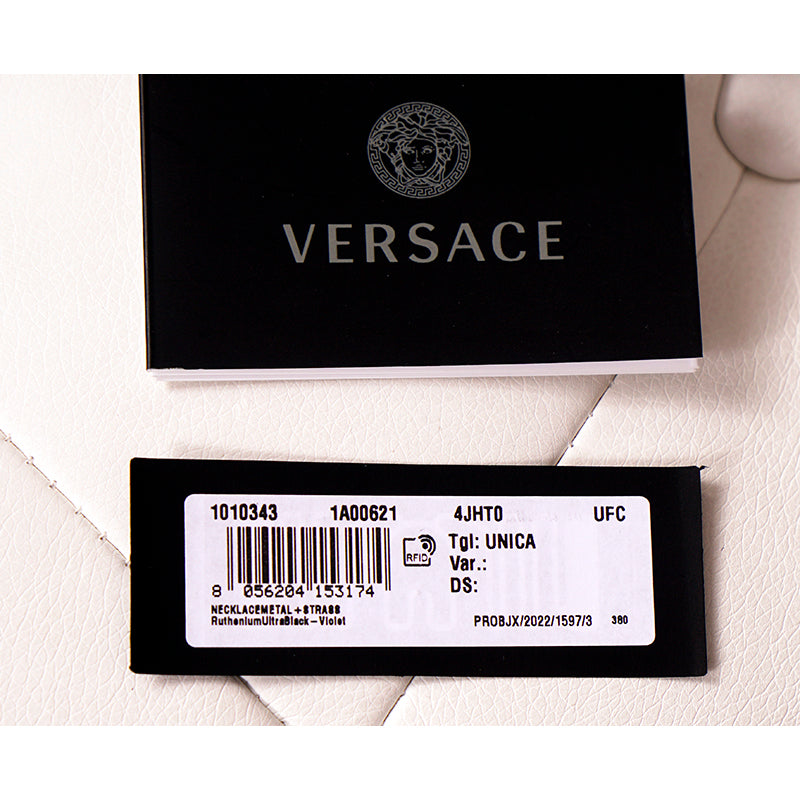 VERSACE
1010343 1A00621 4JHT0 UFC
RFID
Tgl: UNICA
Var.:
DS:
8 056204 153174
NECKLACEMETAL+STRASS
RutheniumUltraBlack-Violet
PROBJX/2022/1597/3 380